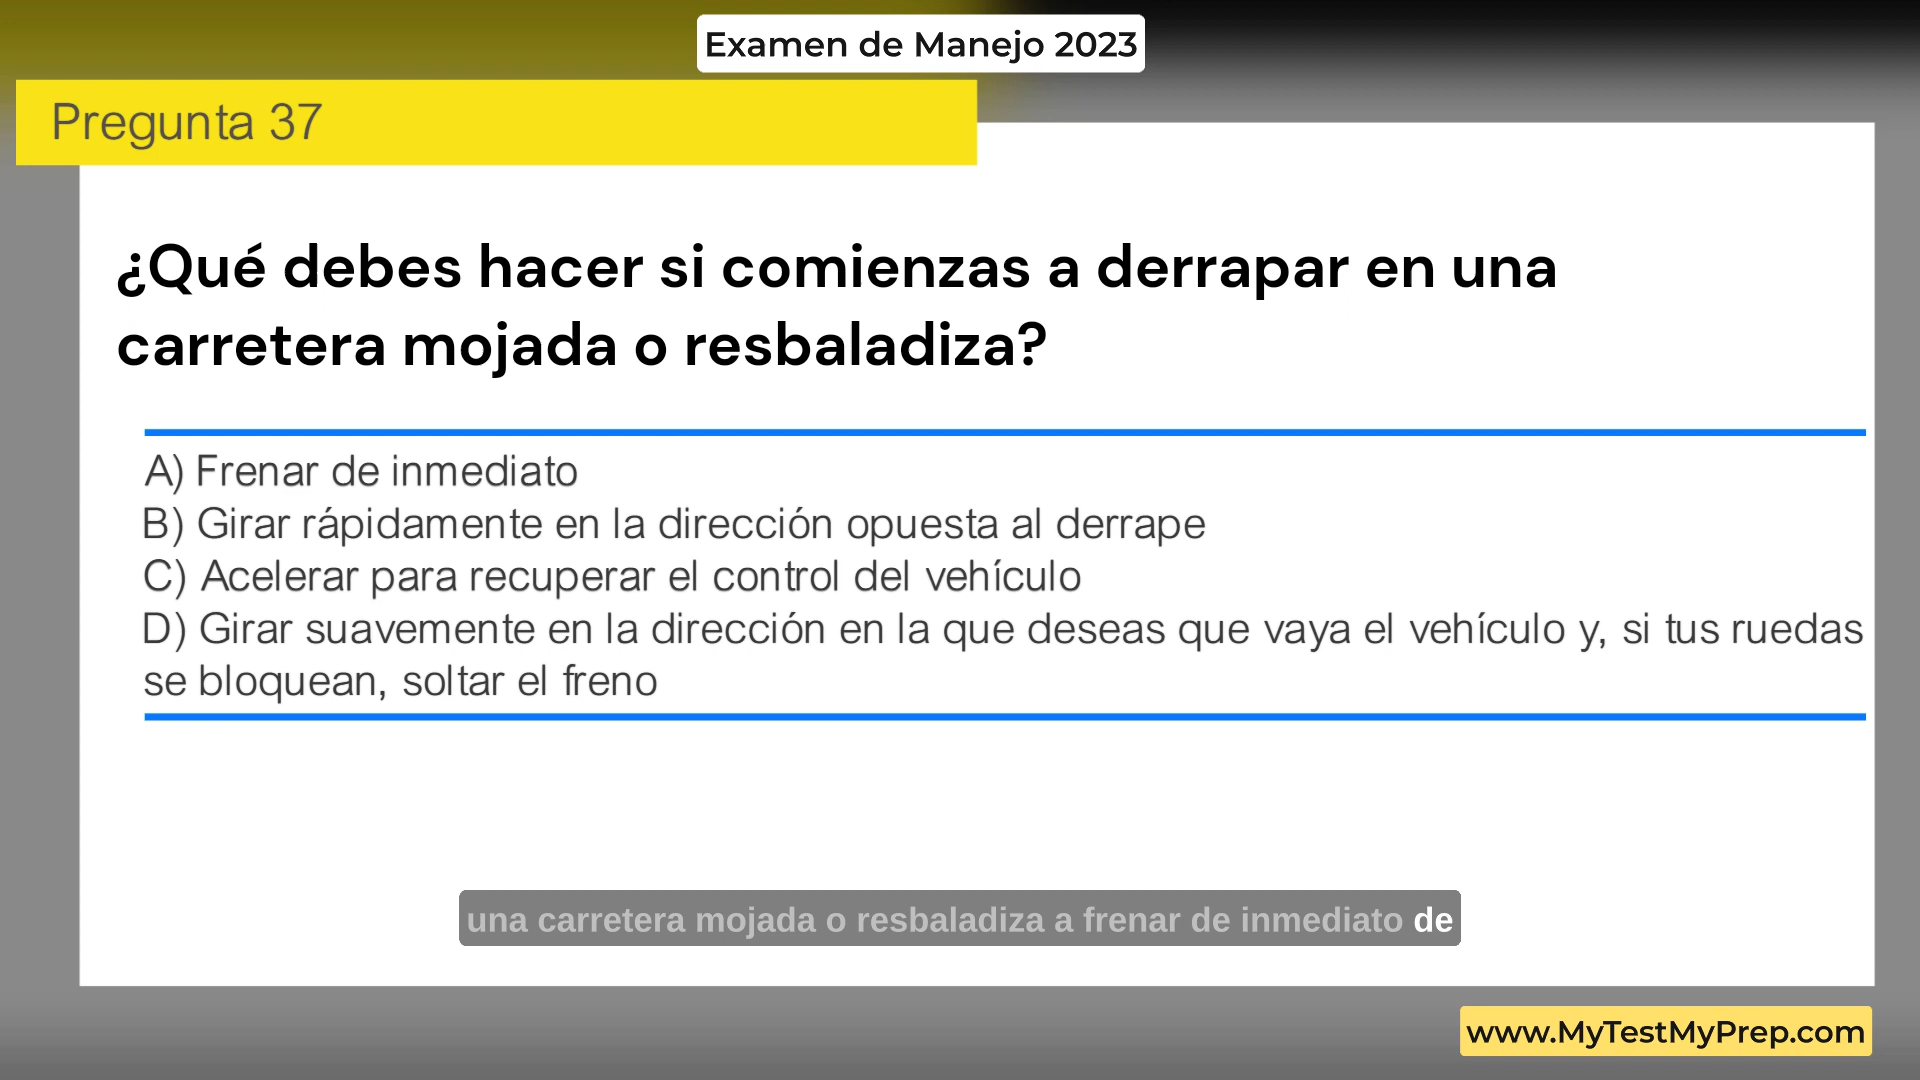 Examen de Manejo 2023
Pregunta 37
¿Qué debes hacer si comienzas a derrapar en una
carretera mojada o resbaladiza?
A) Frenar de inmediato
B) Girar rápidamente en la dirección opuesta al derrape
C) Acelerar para recuperar el control del vehículo
D) Girar suavemente en la dirección en la que deseas que vaya el vehículo y, si tus ruedas
se bloquean, soltar el freno
una carretera mojada o resbaladiza a frenar de inmediato de
www.MyTestMyPrep.com